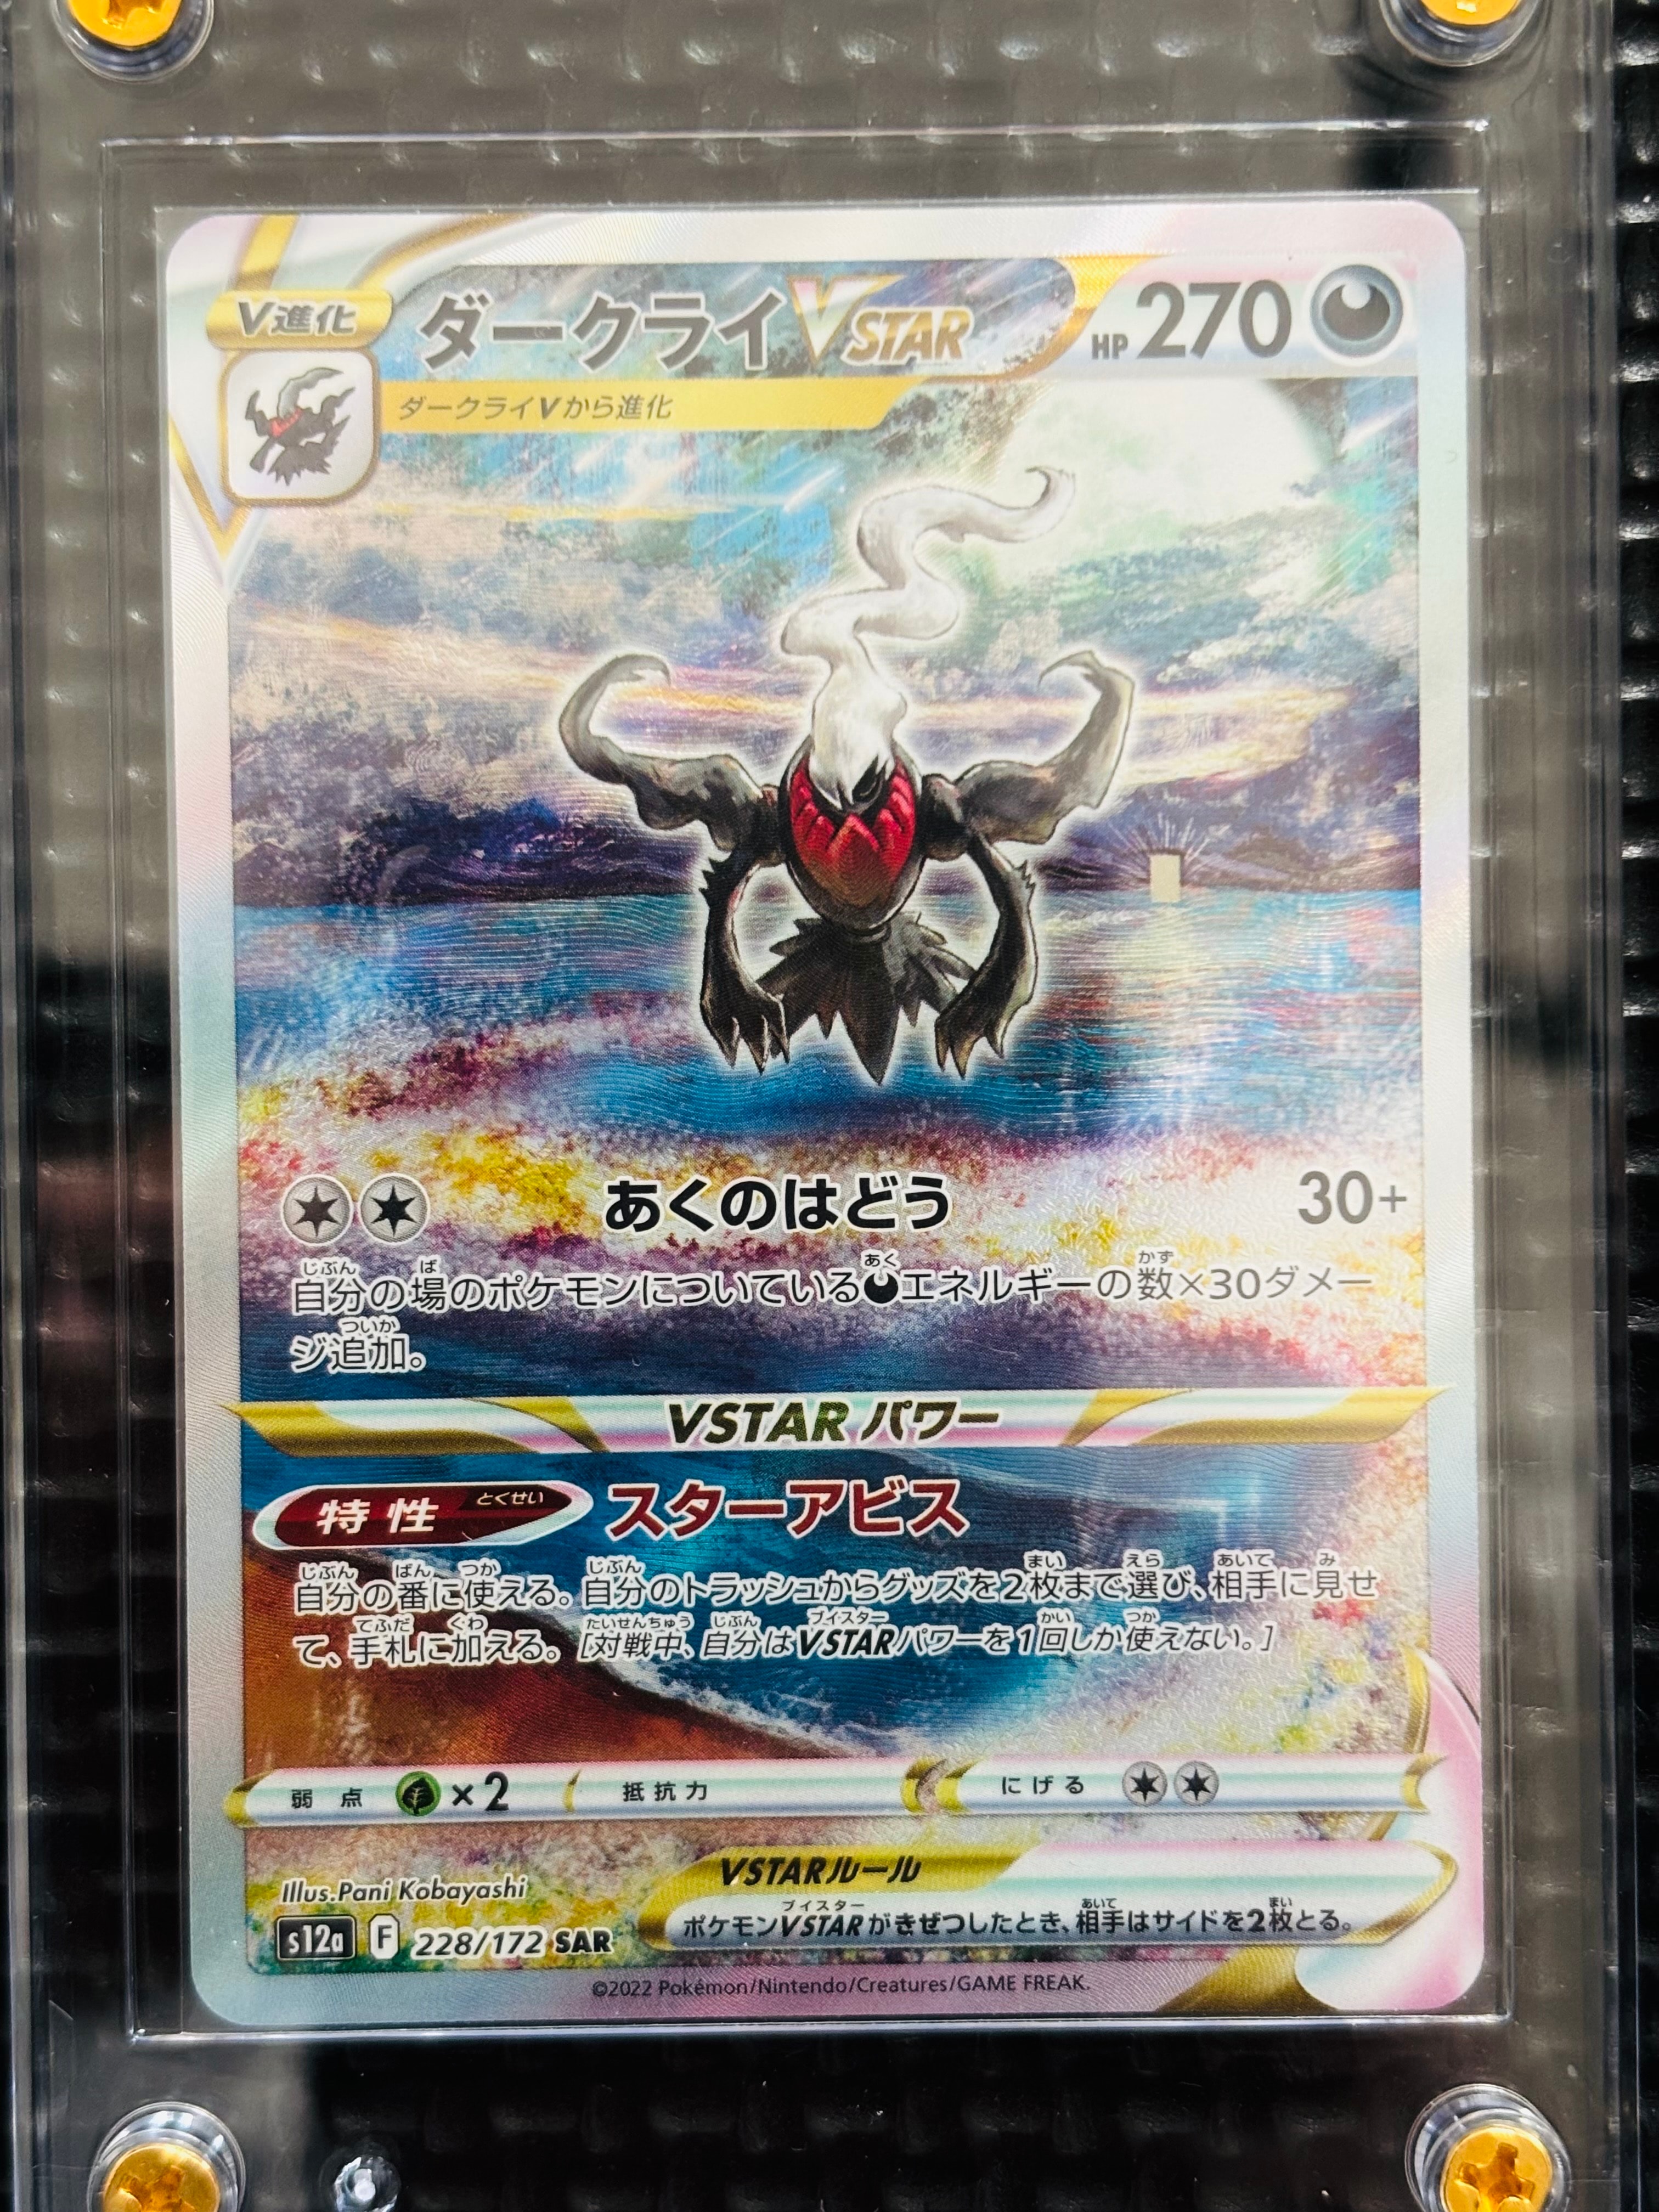 V進化
ダークライVSTAR
HP270
ダークライVから進化
あくのはどう 30+
自分の場のポケモンについているエネルギーの数×30ダメー
ジ追加。
VSTARパワー
特性 スターアビス
自分の番に使える。自分のトラッシュからグッズを2枚まで選び、相手に見せ
て、手札に加える。[対戦中、自分はVSTARパワーを1回しか使えない。]
弱点 ×2 抵抗力 にげる
Illus.Pani Kobayashi
VSTARルール
ポケモンVSTARがきぜつしたとき、相手はサイドを2枚とる。
s12a F 228/172 SAR
©2022 Pokémon/Nintendo/Creatures/GAME FREAK.